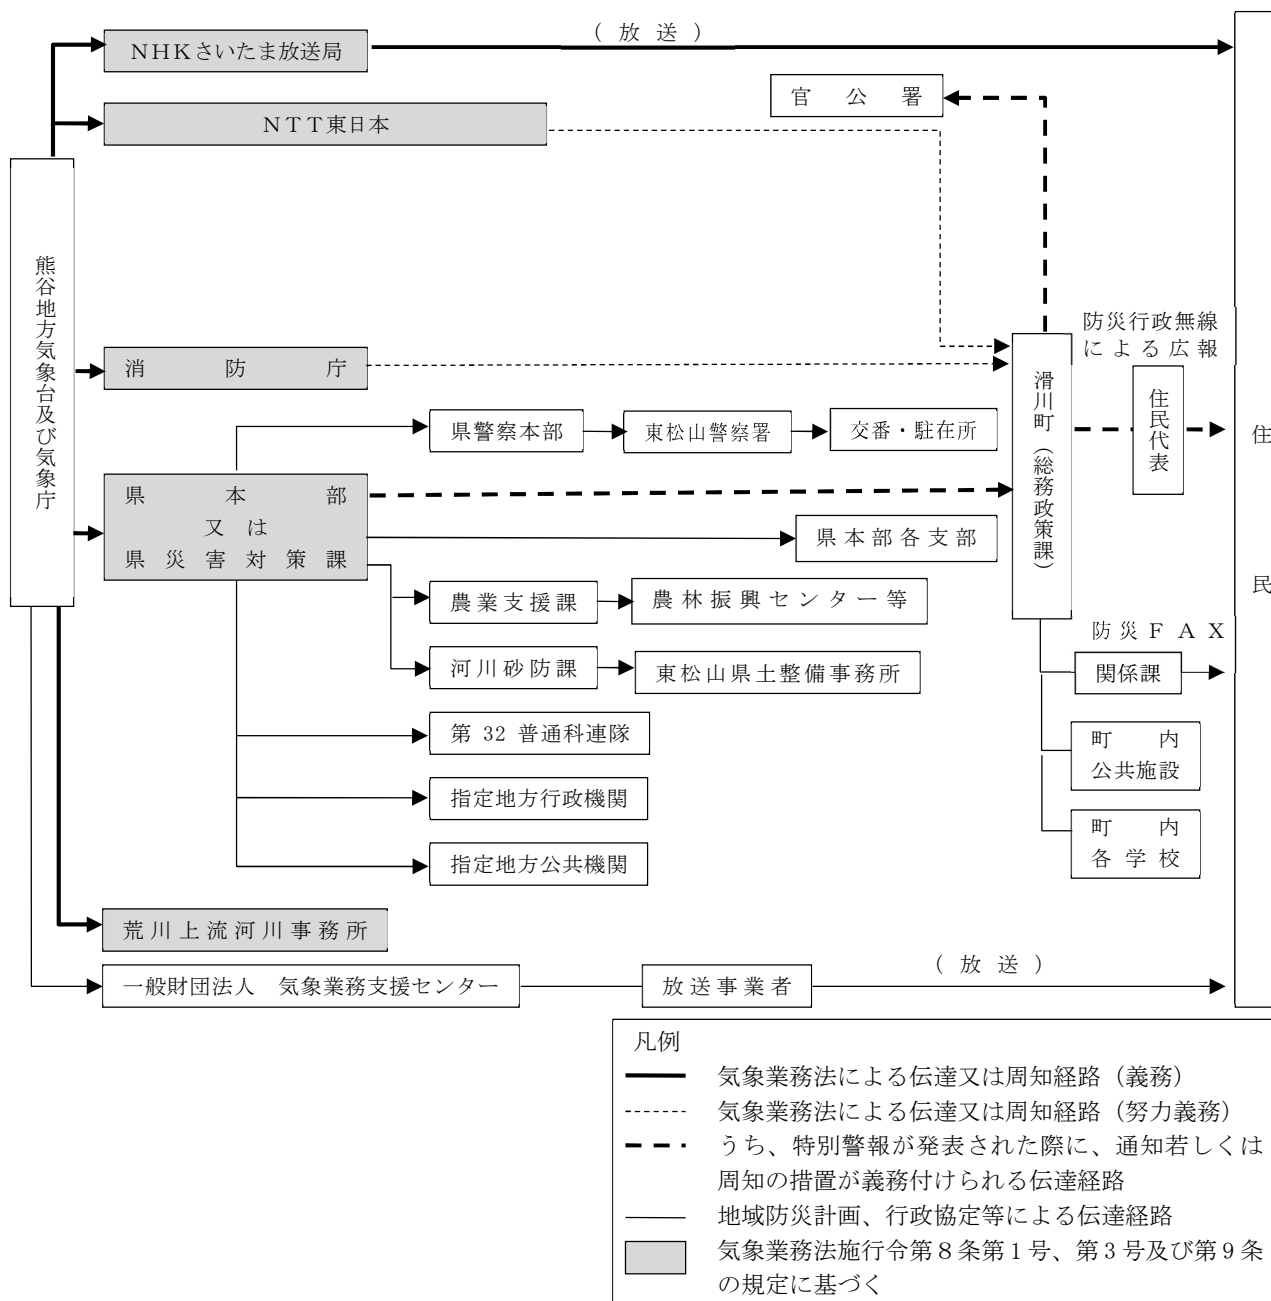 (放送)
NHKさいたま放送局
官公署
NTT東日本
熊谷地方気象台及び気象庁
消防庁
防災行政無線
による広報
滑川町(総務政策課)
住民代表
住民
県警察本部
東松山警察署
交番・駐在所
県本部
又は
県災害対策課
県本部各支部
農業支援課
農林振興センター等
防災FAX
河川砂防課
東松山県土整備事務所
関係課
第 32 普通科連隊
町内
公共施設
指定地方行政機関
町内
各学校
指定地方公共機関
荒川上流河川事務所
(放送)
一般財団法人 気象業務支援センター
放送事業者
凡例
気象業務法による伝達又は周知経路(義務)
気象業務法による伝達又は周知経路(努力義務)
うち、特別警報が発表された際に、通知若しくは
周知の措置が義務付けられる伝達経路
地域防災計画、行政協定等による伝達経路
気象業務法施行令第8条第1号、第3号及び第9条
の規定に基づく